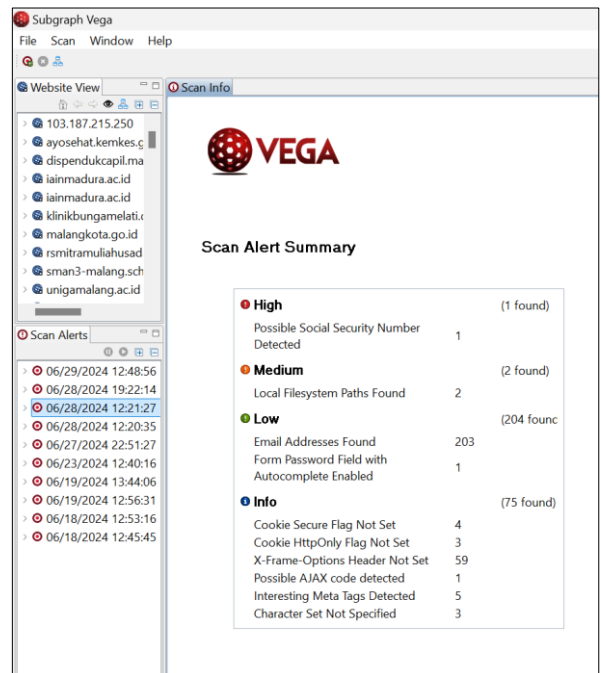 Subgraph Vega
File Scan Window Help
Website View
Scan Info
103.187.215.250
ayosehat.kemkes.g
dispendukcapil.ma
iainmadura.ac.id
iainmadura.ac.id
klinikbungamelati.c
malangkota.go.id
rsmitramuliahusad
sman3-malang.sch
unigamalang.ac.id
Scan Alerts
06/29/2024 12:48:56
06/28/2024 19:22:14
06/28/2024 12:21:27
06/28/2024 12:20:35
06/27/2024 22:51:27
06/23/2024 12:40:16
06/19/2024 13:44:06
06/19/2024 12:56:31
06/18/2024 12:53:16
06/18/2024 12:45:45
VEGA
Scan Alert Summary
High (1 found)
Possible Social Security Number
Detected 1
Medium (2 found)
Local Filesystem Paths Found 2
Low (204 found
Email Addresses Found 203
Form Password Field with
Autocomplete Enabled 1
Info (75 found)
Cookie Secure Flag Not Set 4
Cookie HttpOnly Flag Not Set 3
X-Frame-Options Header Not Set 59
Possible AJAX code detected 1
Interesting Meta Tags Detected 5
Character Set Not Specified 3